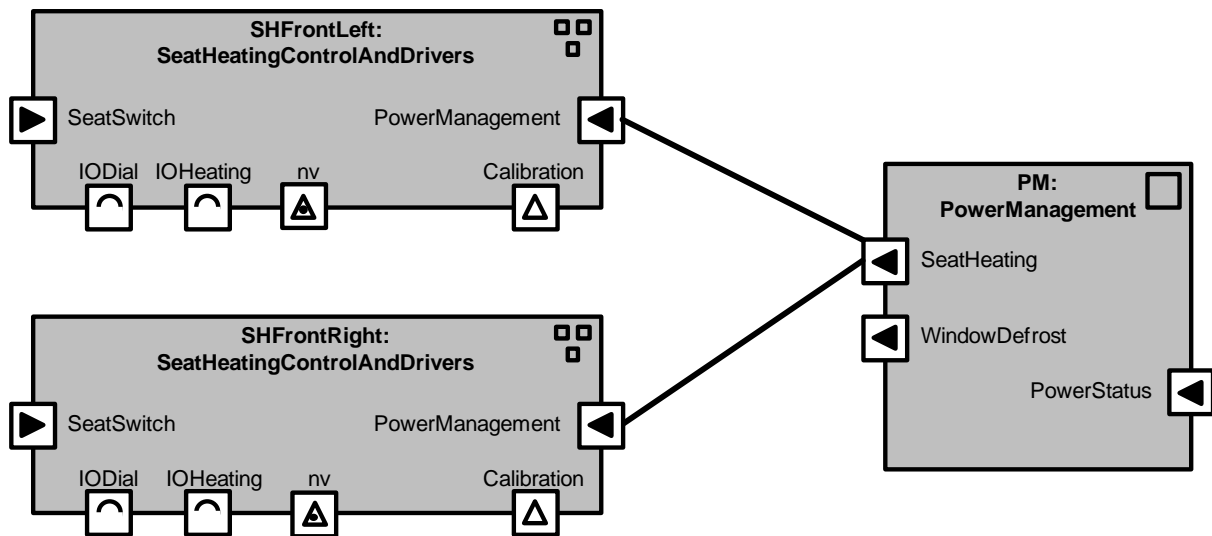 SHFrontLeft:
SeatHeatingControlAndDrivers
SeatSwitch
PowerManagement
IODial
IOHeating
nv
Calibration
PM:
PowerManagement
SeatHeating
WindowDefrost
PowerStatus
SHFrontRight:
SeatHeatingControlAndDrivers
SeatSwitch
PowerManagement
IODial
IOHeating
nv
Calibration